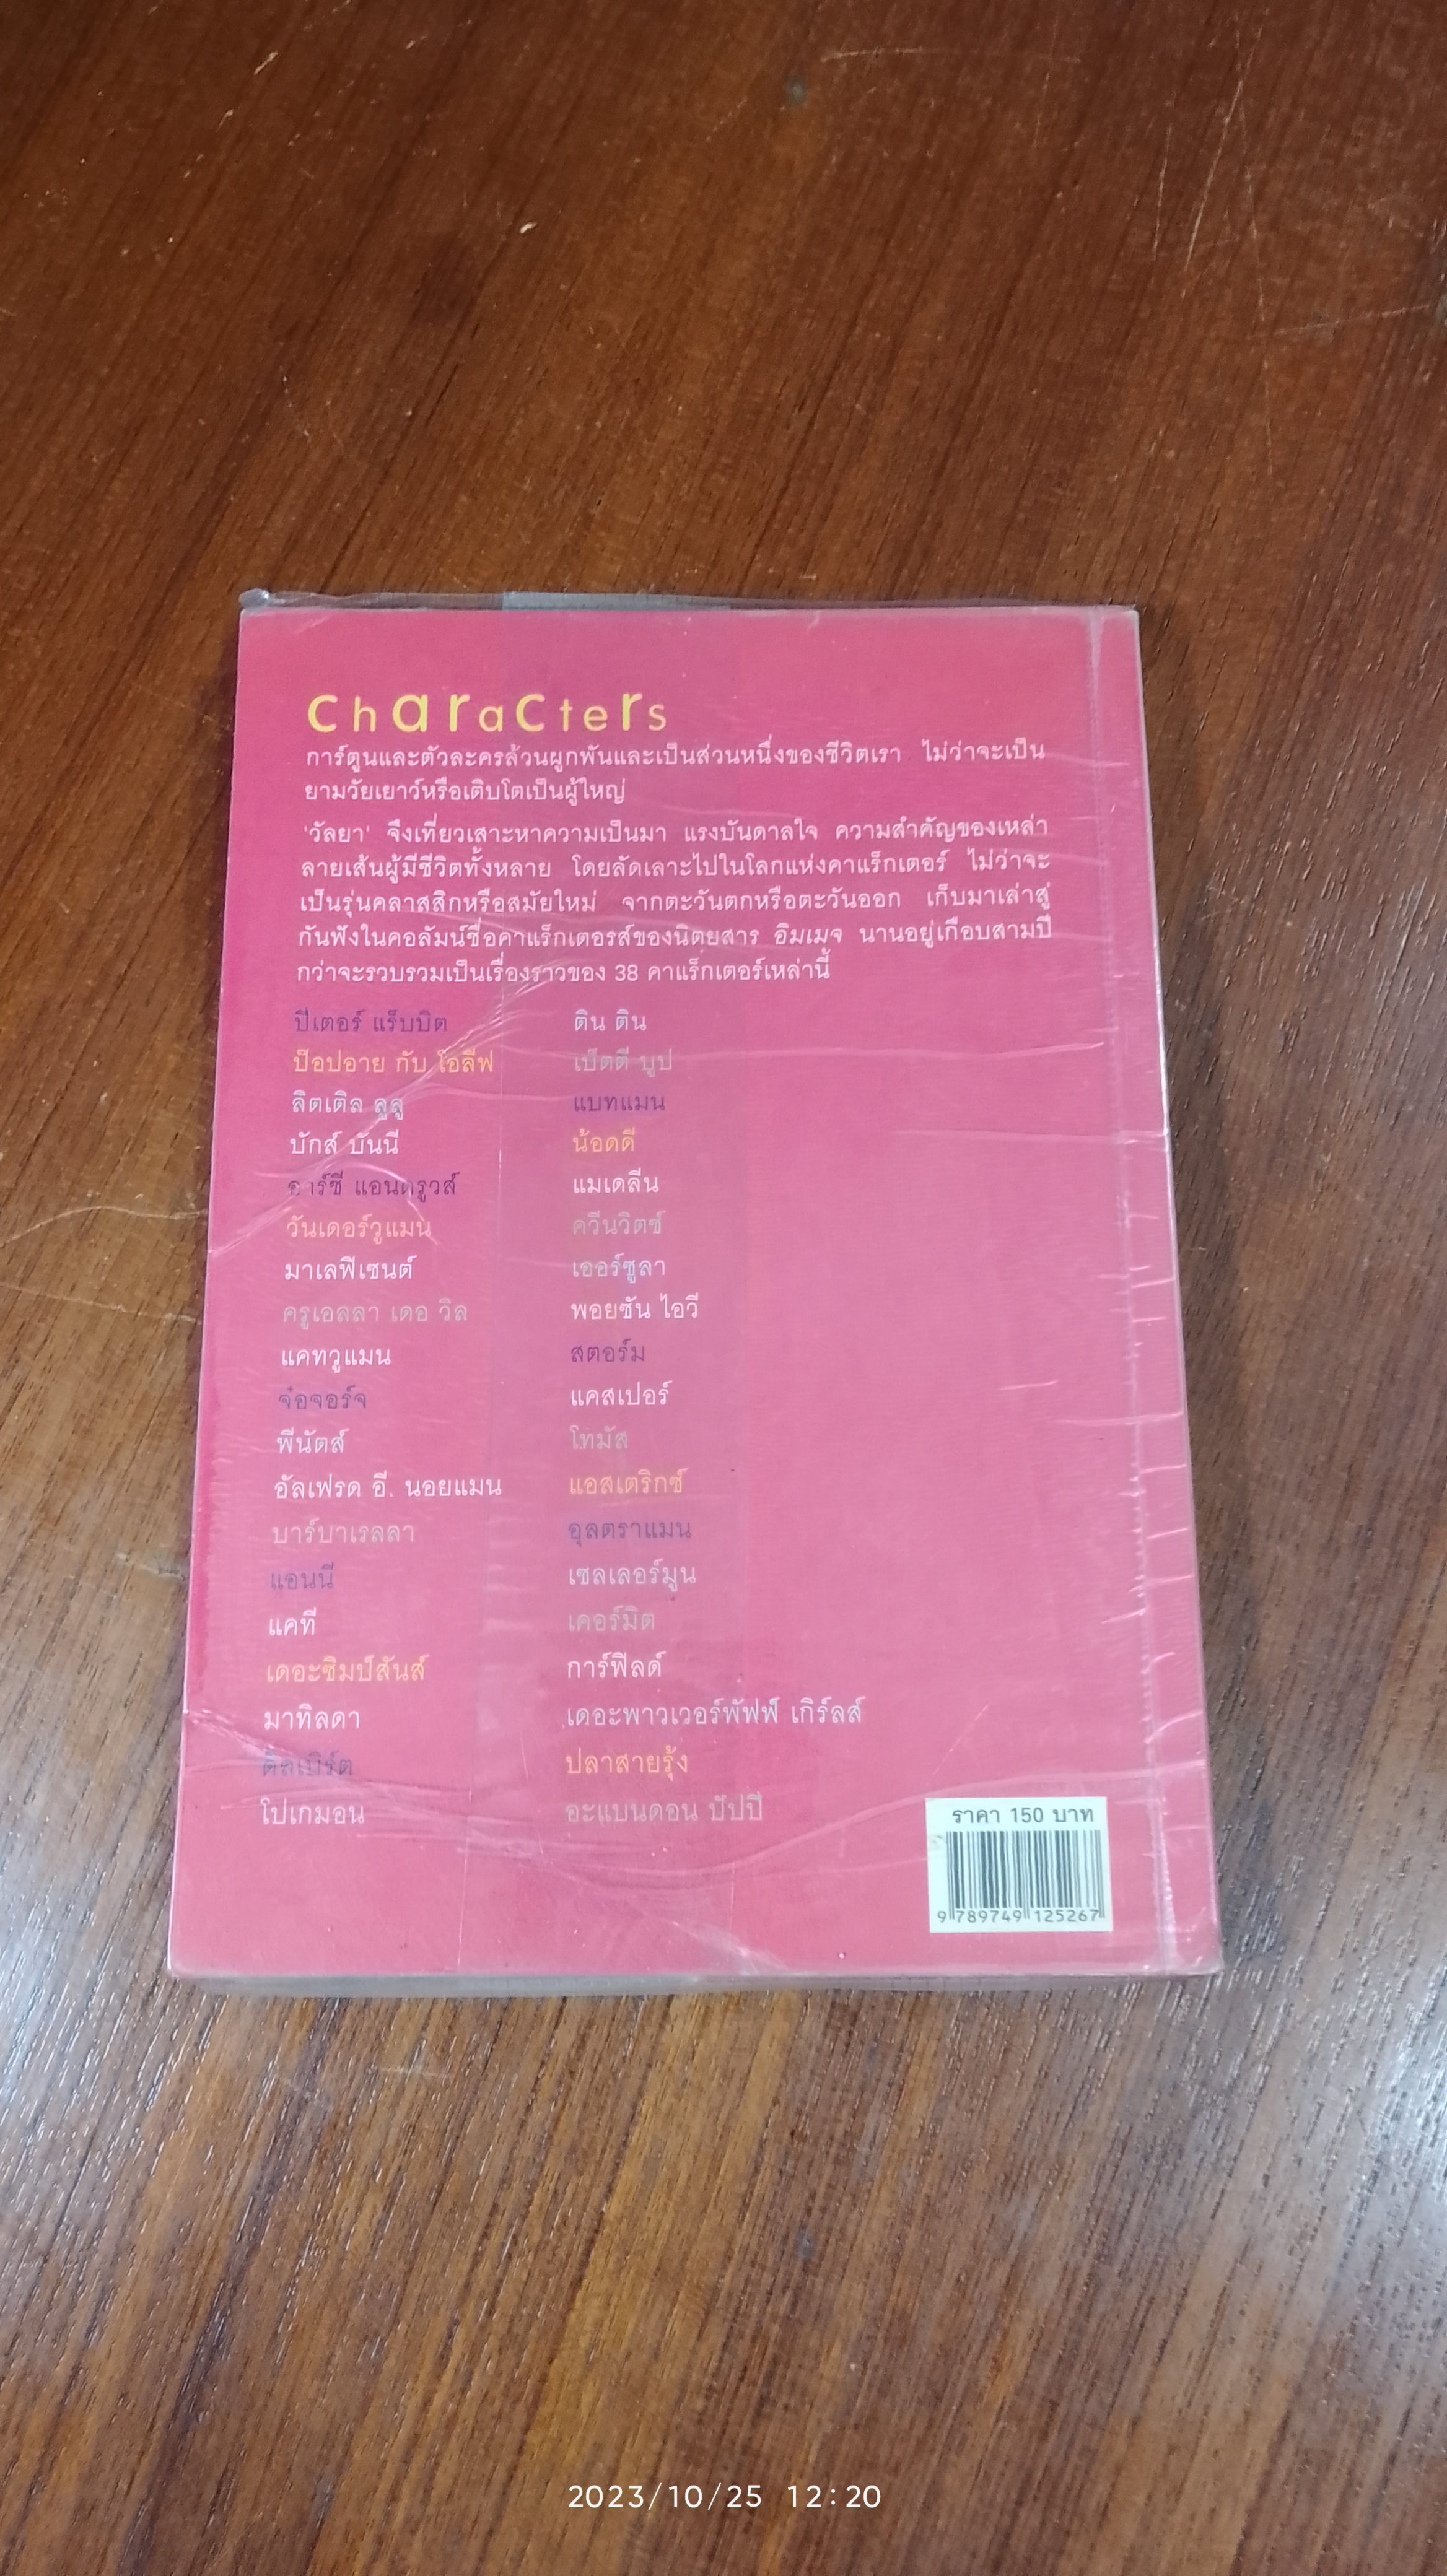 characters
การ์ตูนและตัวละครล้วนผูกพันและเป็นส่วนหนึ่งของชีวิตเรา ไม่ว่าจะเป็น
ยามวัยเยาว์หรือเติบโตเป็นผู้ใหญ่
'วัลยา' จึงเที่ยวเสาะหาความเป็นมา แรงบันดาลใจ ความสำคัญของเหล่า
ลายเส้นผู้มีชีวิตทั้งหลาย โดยลัดเลาะไปในโลกแห่งคาแร็กเตอร์ ไม่ว่าจะ
เป็นรุ่นคลาสสิกหรือสมัยใหม่ จากตะวันตกหรือตะวันออก เก็บมาเล่าสู่
กันฟังในคอลัมน์ชื่อคาแร็กเตอรส์ของนิตยสาร อิมเมจ นานอยู่เกือบสามปี
กว่าจะรวบรวมเป็นเรื่องราวของ 38 คาแร็กเตอร์เหล่านี้
ปีเตอร์ แร็บบิต
ป๊อปอาย กับ โอลีฟ
ลิตเติล ลูลู
บักส์ บันนี
อาร์ชี แอนดรูวส์
วันเดอร์วูแมน
มาเลฟิเซนต์
ครูเอลลา เดอ วิล
แคทวูแมน
จ๋อจอร์จ
พีนัตส์
อัลเฟรด อี. นอยแมน
บาร์บาเรลลา
แอนนี
แคที
เดอะซิมป์สันส์
มาทิลดา
ดิลเบิร์ต
โปเกมอน
ติน ติน
เบ็ตตี บูป
แบทแมน
น้อดดี
แมเดลีน
ควีนวิตช์
เออร์ซูลา
พอยซัน ไอวี
สตอร์ม
แคสเปอร์
โทมัส
แอสเตริกซ์
อุลตราแมน
เซลเลอร์มูน
เคอร์มิต
การ์ฟิลด์
เดอะพาวเวอร์พัฟฟ์ เกิร์ลส์
ปลาสายรุ้ง
อะแบนดอน ปัปปี
ราคา 150 บาท
9 789749 125267
2023/10/25 12:20